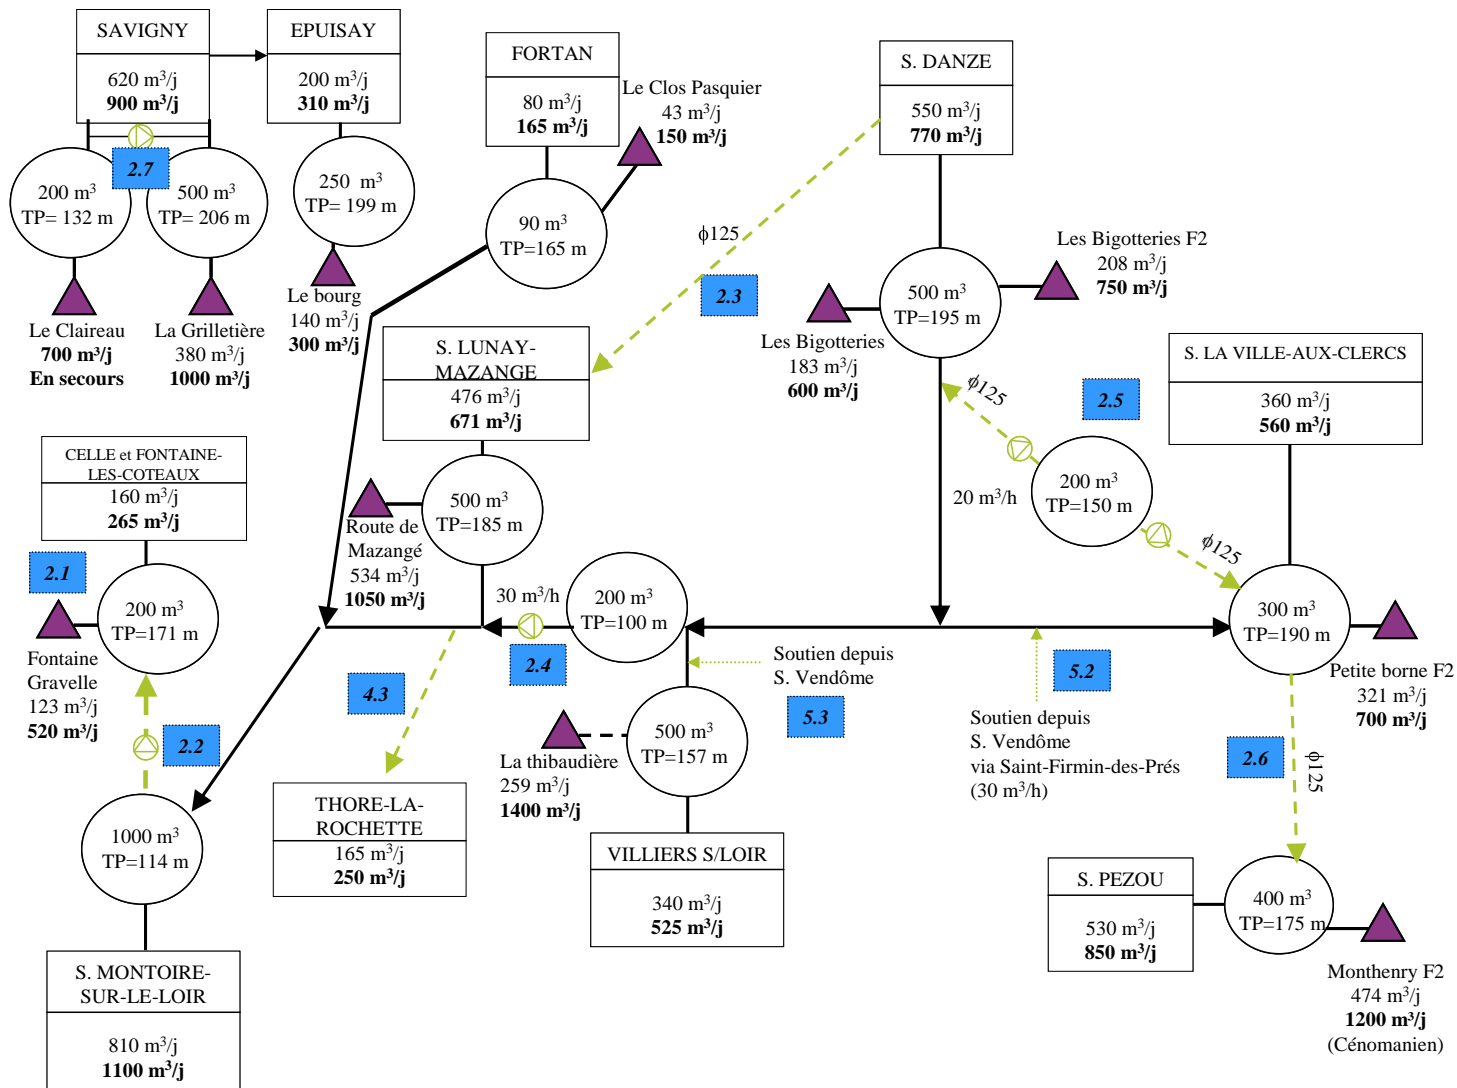 SAVIGNY
620 m³/j
900 m³/j
EPUISAY
200 m³/j
310 m³/j
FORTAN
80 m³/j
165 m³/j
Le Clos Pasquier
43 m³/j
150 m³/j
S. DANZE
550 m³/j
770 m³/j
2.7
200 m³
TP= 132 m
500 m³
TP= 206 m
250 m³
TP= 199 m
90 m³
TP=165 m
ϕ125
2.3
Les Bigotteries F2
208 m³/j
750 m³/j
500 m³
TP=195 m
Le Claireau
700 m³/j
En secours
La Grilletière
380 m³/j
1000 m³/j
Le bourg
140 m³/j
300 m³/j
Les Bigotteries
183 m³/j
600 m³/j
S. LUNAY-
MAZANGE
476 m³/j
671 m³/j
S. LA VILLE-AUX-CLERCS
360 m³/j
560 m³/j
ϕ125
2.5
CELLE et FONTAINE-
LES-COTEAUX
160 m³/j
265 m³/j
500 m³
TP=185 m
Route de
Mazangé
534 m³/j
1050 m³/j
20 m³/h
200 m³
TP=150 m
ϕ125
2.1
200 m³
TP=171 m
30 m³/h
200 m³
TP=100 m
300 m³
TP=190 m
Fontaine
Gravelle
123 m³/j
520 m³/j
2.4
4.3
Soutien depuis
S. Vendôme
5.3
5.2
Petite borne F2
321 m³/j
700 m³/j
2.2
La thibaudière
259 m³/j
1400 m³/j
500 m³
TP=157 m
Soutien depuis
S. Vendôme
via Saint-Firmin-des-Prés
(30 m³/h)
2.6
ϕ125
1000 m³
TP=114 m
THORE-LA-
ROCHETTE
165 m³/j
250 m³/j
VILLIERS S/LOIR
340 m³/j
525 m³/j
S. PEZOU
530 m³/j
850 m³/j
400 m³
TP=175 m
S. MONTOIRE-
SUR-LE-LOIR
810 m³/j
1100 m³/j
Monthenry F2
474 m³/j
1200 m³/j
(Cénomanien)